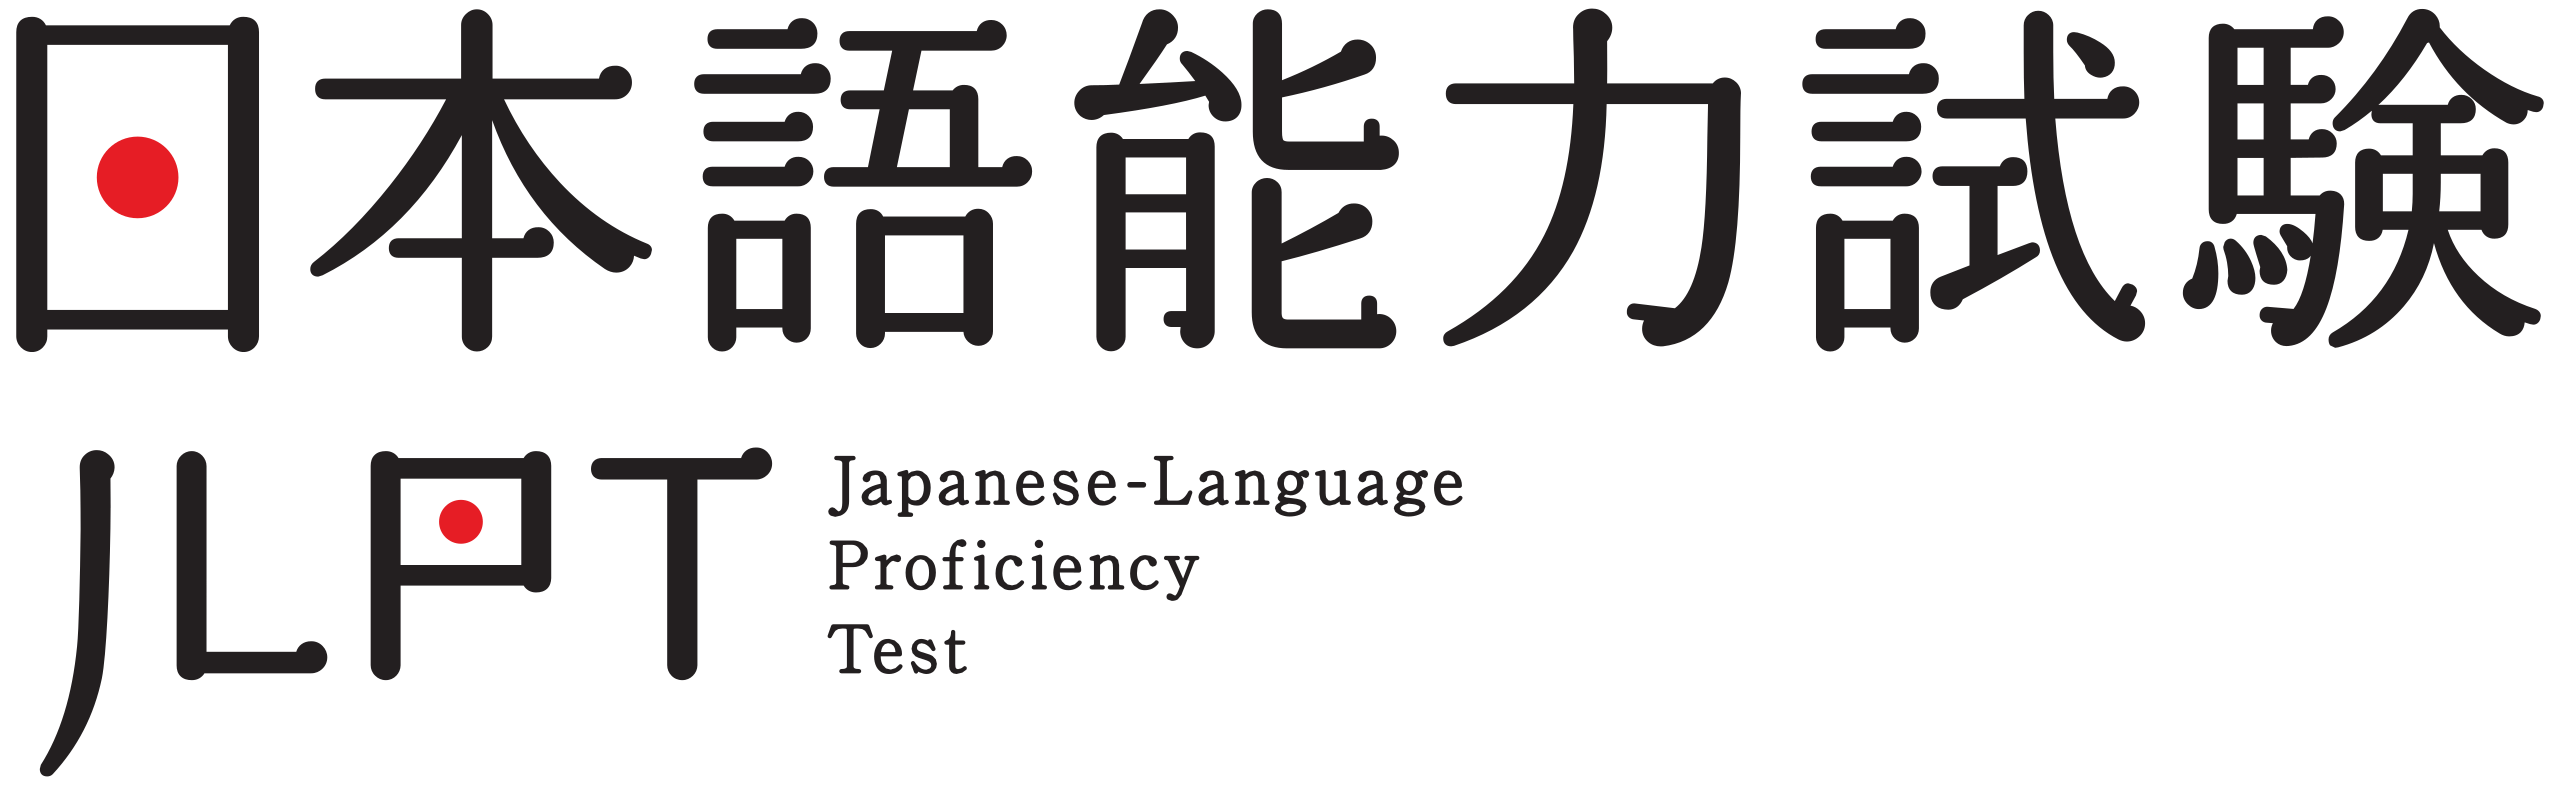 日本語能力試験
JLPT
Japanese-Language
Proficiency
Test